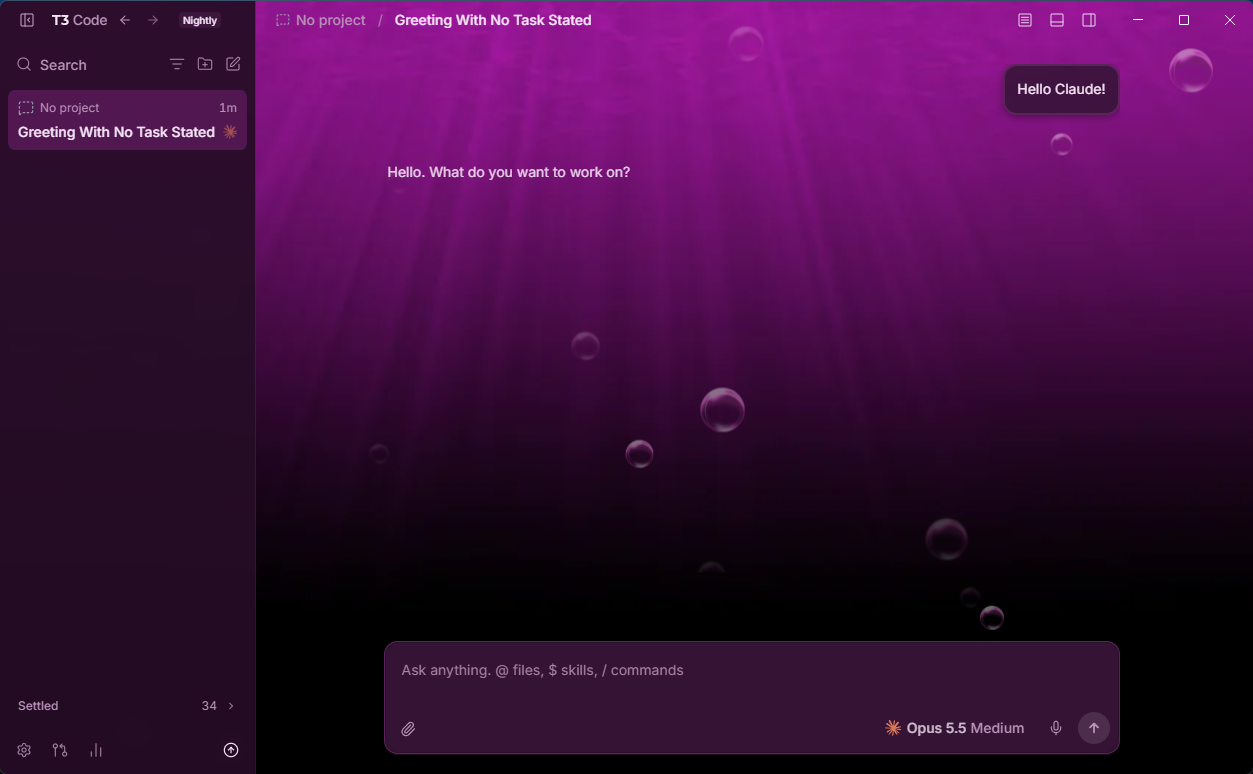 T3 Code
Nightly
No project / Greeting With No Task Stated
Search
No project
1m
Greeting With No Task Stated
Hello Claude!
Hello. What do you want to work on?
Ask anything. @ files, $ skills, / commands
Opus 5.5 Medium
Settled
34